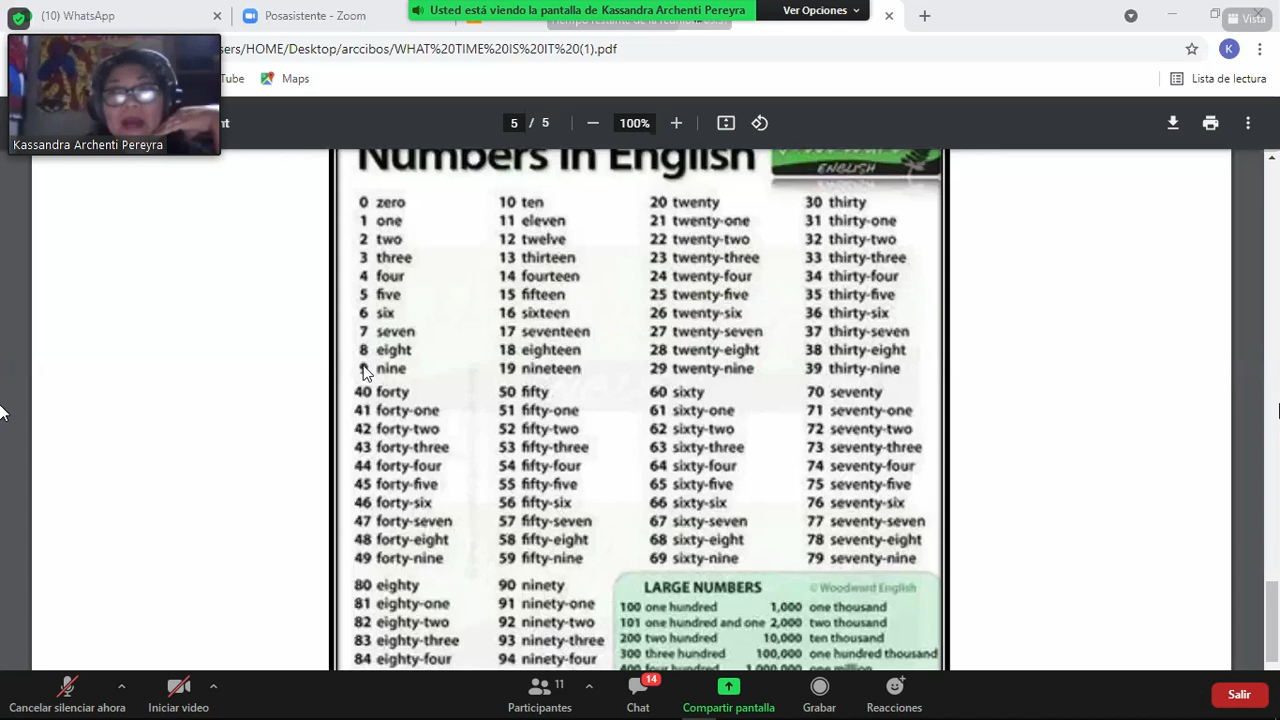 (10) WhatsApp
Posasistente - Zoom
Usted está viendo la pantalla de Kassandra Archenti Pereyra
Ver Opciones
Tiempo restante de la reunión:
Vista
sers/HOME/Desktop/arccibos/WHAT%20TIME%20IS%20IT%20(1).pdf
K
Tube
Maps
Lista de lectura
nt
5 / 5
100%
Kassandra Archenti Pereyra
Numbers in English
ENGLISH
0 zero 10 ten 20 twenty 30 thirty
1 one 11 eleven 21 twenty-one 31 thirty-one
2 two 12 twelve 22 twenty-two 32 thirty-two
3 three 13 thirteen 23 twenty-three 33 thirty-three
4 four 14 fourteen 24 twenty-four 34 thirty-four
5 five 15 fifteen 25 twenty-five 35 thirty-five
6 six 16 sixteen 26 twenty-six 36 thirty-six
7 seven 17 seventeen 27 twenty-seven 37 thirty-seven
8 eight 18 eighteen 28 twenty-eight 38 thirty-eight
9 nine 19 nineteen 29 twenty-nine 39 thirty-nine
40 forty 50 fifty 60 sixty 70 seventy
41 forty-one 51 fifty-one 61 sixty-one 71 seventy-one
42 forty-two 52 fifty-two 62 sixty-two 72 seventy-two
43 forty-three 53 fifty-three 63 sixty-three 73 seventy-three
44 forty-four 54 fifty-four 64 sixty-four 74 seventy-four
45 forty-five 55 fifty-five 65 sixty-five 75 seventy-five
46 forty-six 56 fifty-six 66 sixty-six 76 seventy-six
47 forty-seven 57 fifty-seven 67 sixty-seven 77 seventy-seven
48 forty-eight 58 fifty-eight 68 sixty-eight 78 seventy-eight
49 forty-nine 59 fifty-nine 69 sixty-nine 79 seventy-nine
80 eighty 90 ninety LARGE NUMBERS © Woodward English
81 eighty-one 91 ninety-one 100 one hundred 1,000 one thousand
82 eighty-two 92 ninety-two 101 one hundred and one 2,000 two thousand
83 eighty-three 93 ninety-three 200 two hundred 10,000 ten thousand
84 eighty-four 94 ninety-four 300 three hundred 100,000 one hundred thousand
400 four hundred 1,000,000 one million
Cancelar silenciar ahora
Iniciar video
11
Participantes
14
Chat
Compartir pantalla
Grabar
Reacciones
Salir